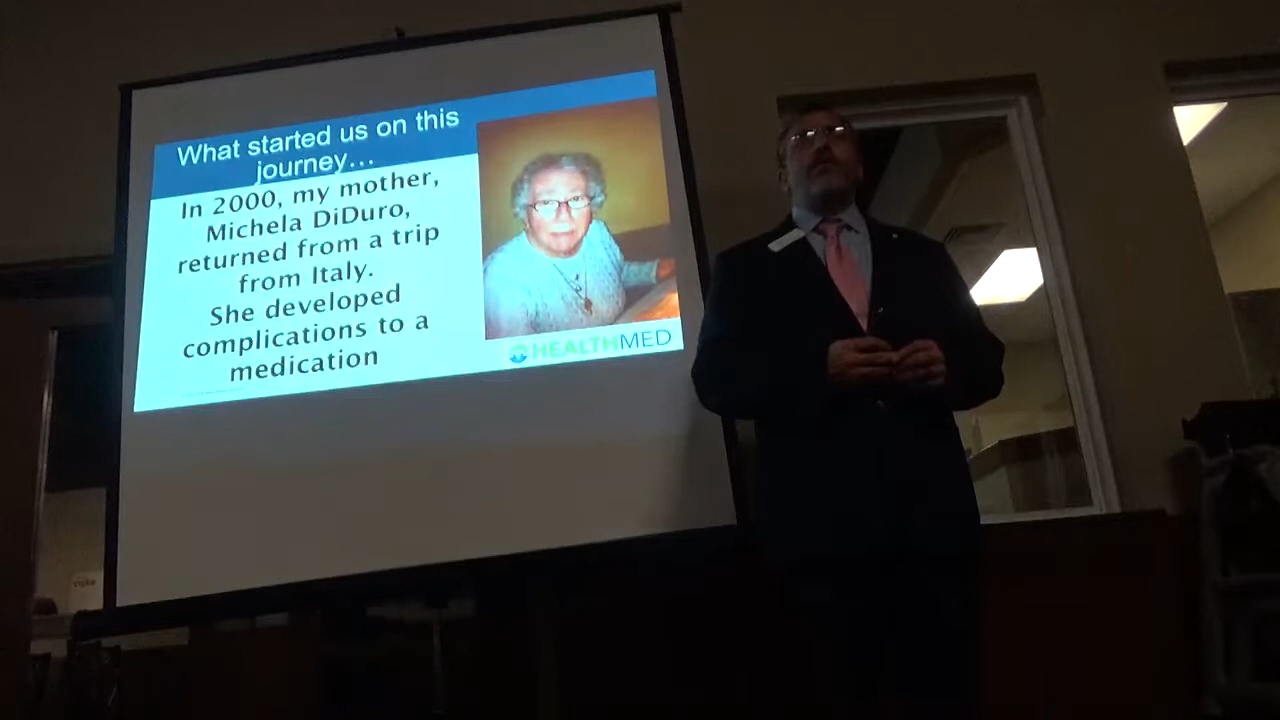 What started us on this
journey...
In 2000, my mother,
Michela DiDuro,
returned from a trip
from Italy.
She developed
complications to a
medication
HEALTHMED